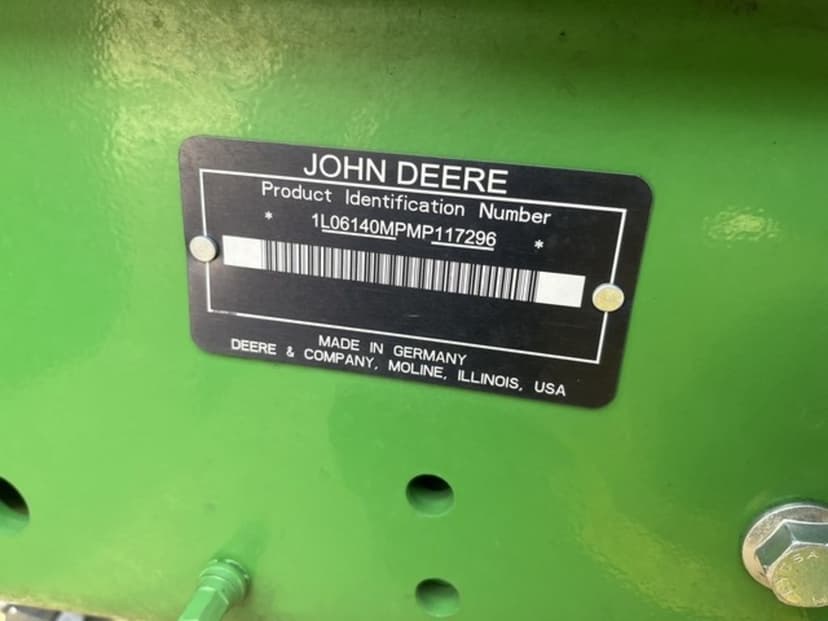 JOHN DEERE
Product Identification Number
* 1L06140MPMP117296 *
MADE IN GERMANY
DEERE & COMPANY, MOLINE, ILLINOIS, USA